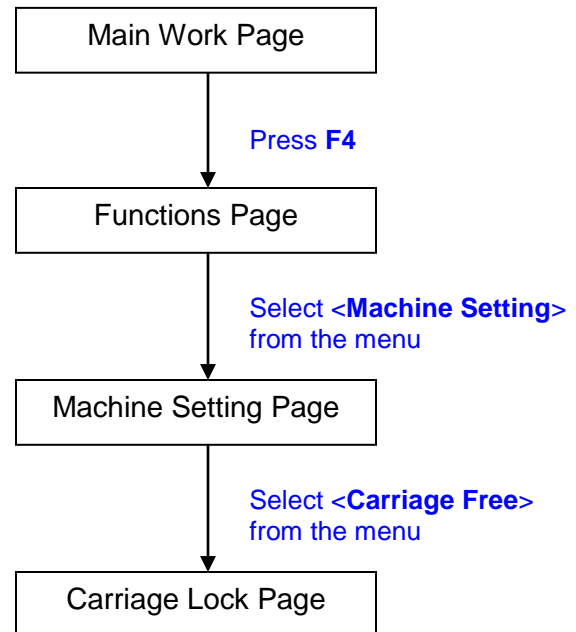 Main Work Page
Press F4
Functions Page
Select <Machine Setting>
from the menu
Machine Setting Page
Select <Carriage Free>
from the menu
Carriage Lock Page